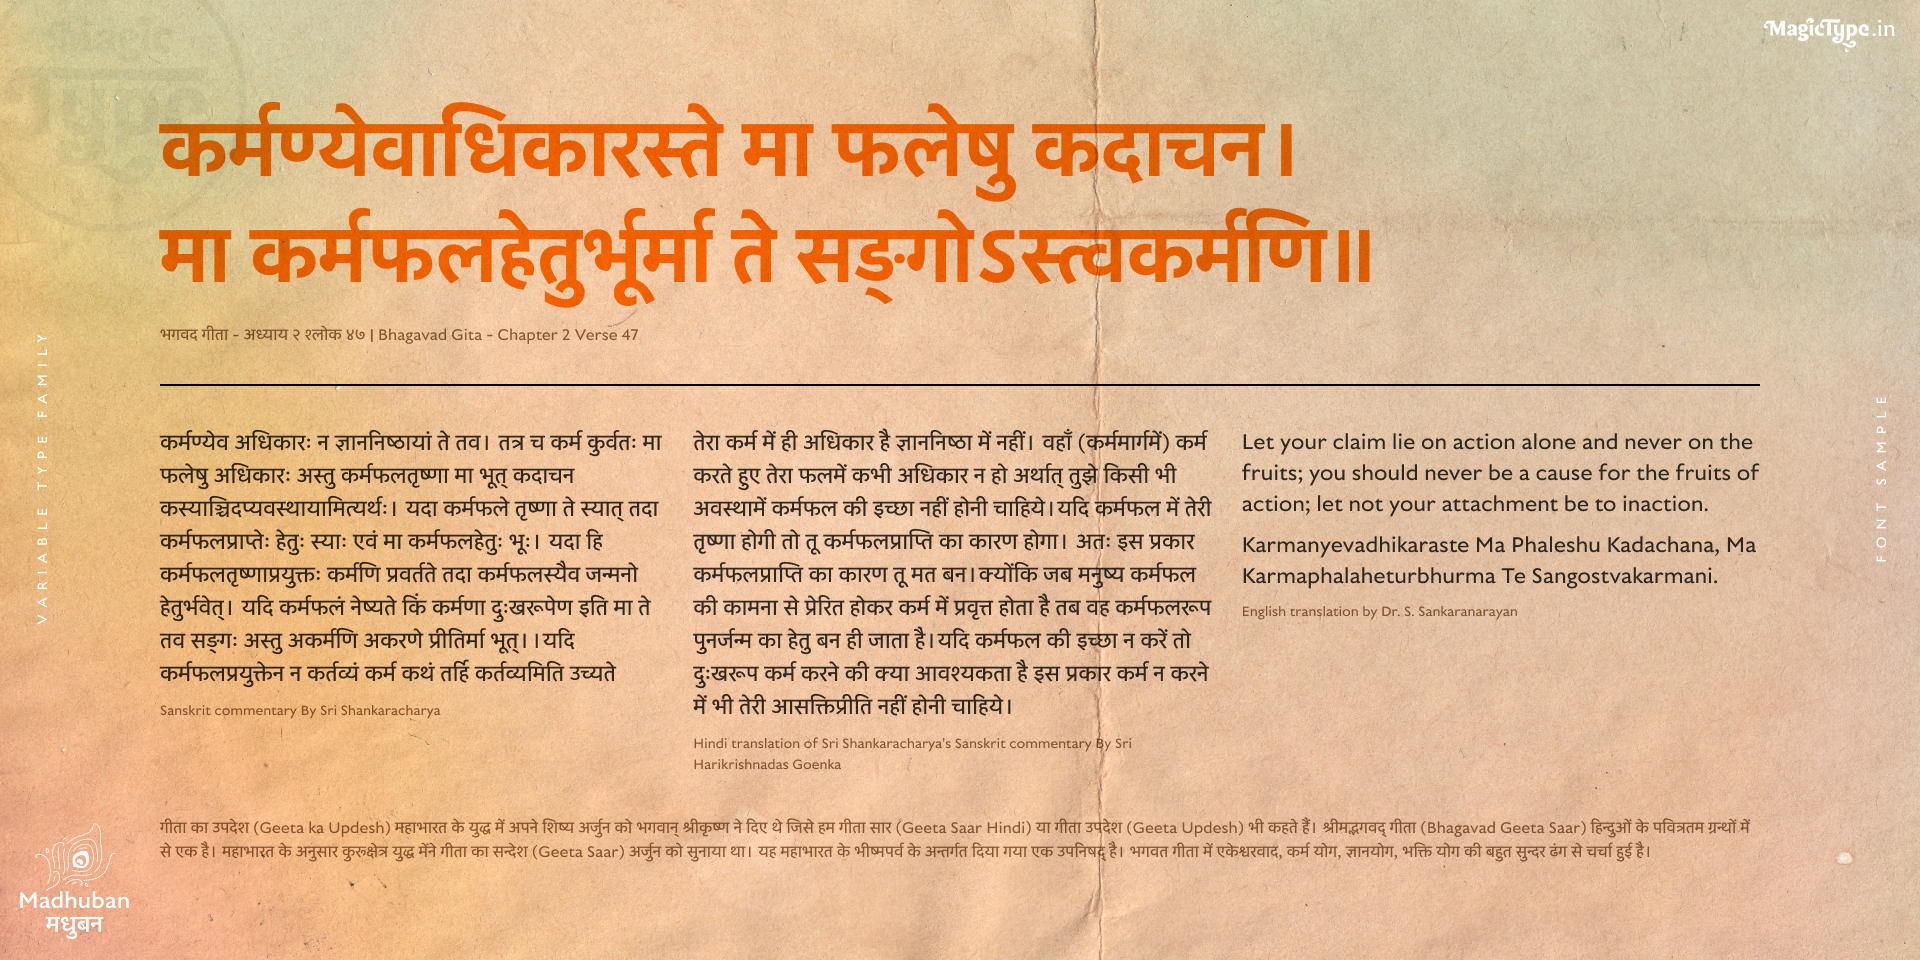 MagicType.in
Magic
Type
कर्मण्येवाधिकारस्ते मा फलेषु कदाचन।
मा कर्मफलहेतुर्भूर्मा ते सङ्गोऽस्त्वकर्मणि॥
भगवद गीता - अध्याय २ श्लोक ४७ | Bhagavad Gita - Chapter 2 Verse 47
VARIABLE TYPE FAMILY
कर्मण्येव अधिकारः न ज्ञाननिष्ठायां ते तव। तत्र च कर्म कुर्वतः मा
फलेषु अधिकारः अस्तु कर्मफलतृष्णा मा भूत् कदाचन
कस्याञ्चिदप्यवस्थायामित्यर्थः। यदा कर्मफले तृष्णा ते स्यात् तदा
कर्मफलप्राप्तेः हेतुः स्याः एवं मा कर्मफलहेतुः भूः। यदा हि
कर्मफलतृष्णाप्रयुक्तः कर्मणि प्रवर्तते तदा कर्मफलस्यैव जन्मनो
हेतुर्भवेत्। यदि कर्मफलं नेष्यते किं कर्मणा दुःखरूपेण इति मा ते
तव सङ्गः अस्तु अकर्मणि अकरणे प्रीतिर्मा भूत्। ।यदि
कर्मफलप्रयुक्तेन न कर्तव्यं कर्म कथं तर्हि कर्तव्यमिति उच्यते
Sanskrit commentary By Sri Shankaracharya
तेरा कर्म में ही अधिकार है ज्ञाननिष्ठा में नहीं। वहाँ (कर्ममार्गमें) कर्म
करते हुए तेरा फलमें कभी अधिकार न हो अर्थात् तुझे किसी भी
अवस्थामें कर्मफल की इच्छा नहीं होनी चाहिये।यदि कर्मफल में तेरी
तृष्णा होगी तो तू कर्मफलप्राप्ति का कारण होगा। अतः इस प्रकार
कर्मफलप्राप्ति का कारण तू मत बन।क्योंकि जब मनुष्य कर्मफल
की कामना से प्रेरित होकर कर्म में प्रवृत्त होता है तब वह कर्मफलरूप
पुनर्जन्म का हेतु बन ही जाता है।यदि कर्मफल की इच्छा न करें तो
दुःखरूप कर्म करने की क्या आवश्यकता है इस प्रकार कर्म न करने
में भी तेरी आसक्तिप्रीति नहीं होनी चाहिये।
Hindi translation of Sri Shankaracharya's Sanskrit commentary By Sri
Harikrishnadas Goenka
Let your claim lie on action alone and never on the
fruits; you should never be a cause for the fruits of
action; let not your attachment be to inaction.
Karmanyevadhikaraste Ma Phaleshu Kadachana, Ma
Karmaphalaheturbhurma Te Sangostvakarmani.
English translation by Dr. S. Sankaranarayan
FONT SAMPLE
गीता का उपदेश (Geeta ka Updesh) महाभारत के युद्ध में अपने शिष्य अर्जुन को भगवान् श्रीकृष्ण ने दिए थे जिसे हम गीता सार (Geeta Saar Hindi) या गीता उपदेश (Geeta Updesh) भी कहते हैं। श्रीमद्भगवद् गीता (Bhagavad Geeta Saar) हिन्दुओं के पवित्रतम ग्रन्थों में
से एक है। महाभारत के अनुसार कुरुक्षेत्र युद्ध मेंने गीता का सन्देश (Geeta Saar) अर्जुन को सुनाया था। यह महाभारत के भीष्मपर्व के अन्तर्गत दिया गया एक उपनिषद् है। भगवत गीता में एकेश्वरवाद, कर्म योग, ज्ञानयोग, भक्ति योग की बहुत सुन्दर ढंग से चर्चा हुई है।
Madhuban
मधुबन